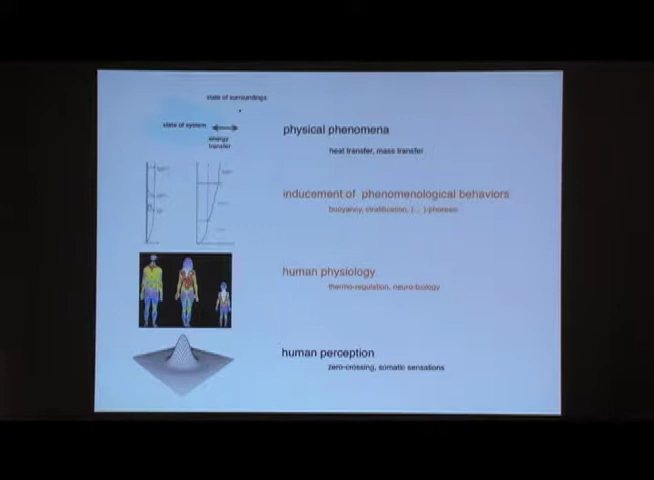 state of surroundings
state of system
energy
transfer
physical phenomena
heat transfer, mass transfer
inducement of phenomenological behaviors
buoyancy, stratification, (... )-phoresis
human physiology
thermo-regulation, neuro-biology
human perception
zero-crossing, somatic sensations